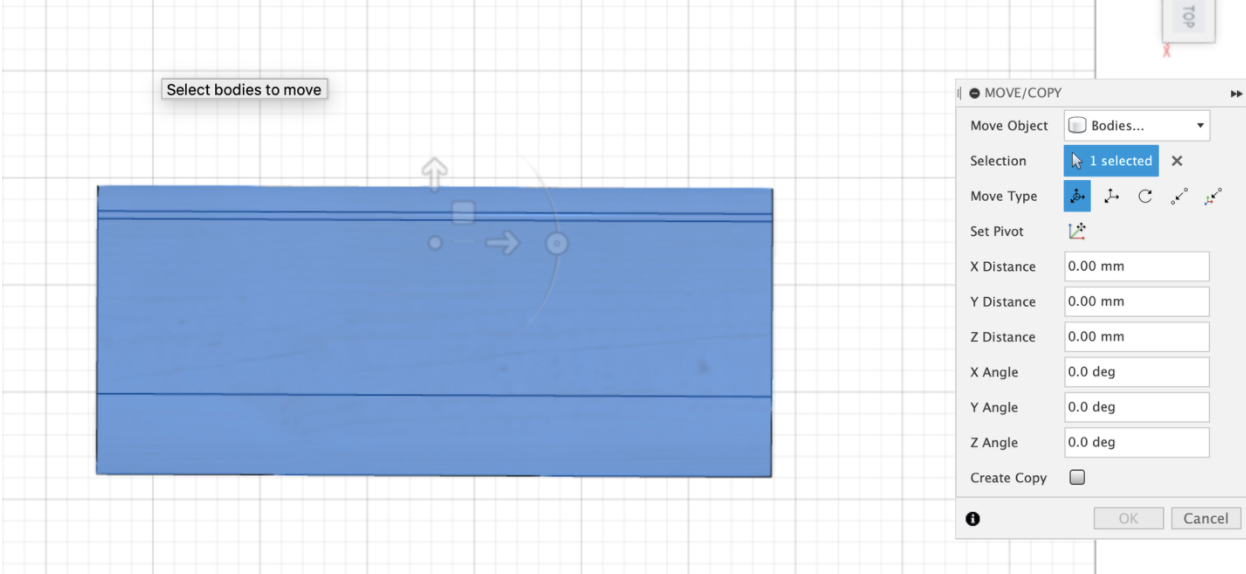 TOP
X
Select bodies to move
MOVE/COPY
Move Object Bodies...
Selection 1 selected
Move Type
Set Pivot
X Distance 0.00 mm
Y Distance 0.00 mm
Z Distance 0.00 mm
X Angle 0.0 deg
Y Angle 0.0 deg
Z Angle 0.0 deg
Create Copy
OK Cancel